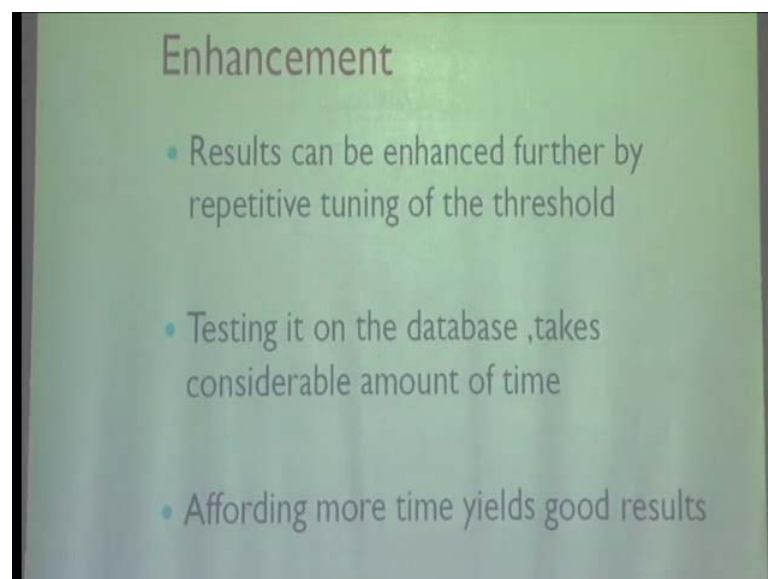 Enhancement
• Results can be enhanced further by
repetitive tuning of the threshold
• Testing it on the database ,takes
considerable amount of time
• Affording more time yields good results